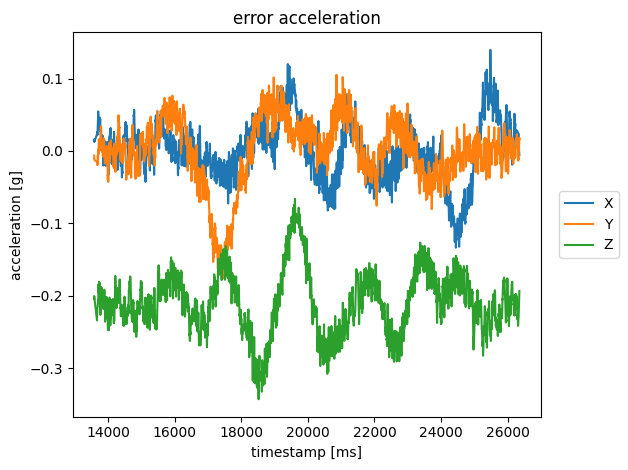 error acceleration
acceleration [g]
0.1
0.0
−0.1
−0.2
−0.3
14000 16000 18000 20000 22000 24000 26000
timestamp [ms]
X
Y
Z